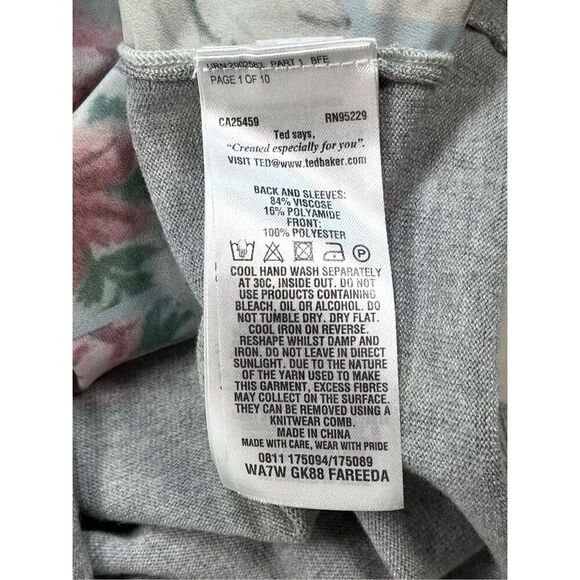 URN:2002582 PART 1 BFE
PAGE 1 OF 10
CA25459 RN95229
Ted says,
"Created especially for you".
VISIT TED@www.tedbaker.com
BACK AND SLEEVES:
84% VISCOSE
16% POLYAMIDE
FRONT:
100% POLYESTER
P
COOL HAND WASH SEPARATELY
AT 30C, INSIDE OUT. DO NOT
USE PRODUCTS CONTAINING
BLEACH, OIL OR ALCOHOL. DO
NOT TUMBLE DRY. DRY FLAT.
COOL IRON ON REVERSE.
RESHAPE WHILST DAMP AND
IRON. DO NOT LEAVE IN DIRECT
SUNLIGHT. DUE TO THE NATURE
OF THE YARN USED TO MAKE
THIS GARMENT, EXCESS FIBRES
MAY COLLECT ON THE SURFACE.
THEY CAN BE REMOVED USING A
KNITWEAR COMB.
MADE IN CHINA
MADE WITH CARE, WEAR WITH PRIDE
0811 175094/175089
WA7W GK88 FAREEDA